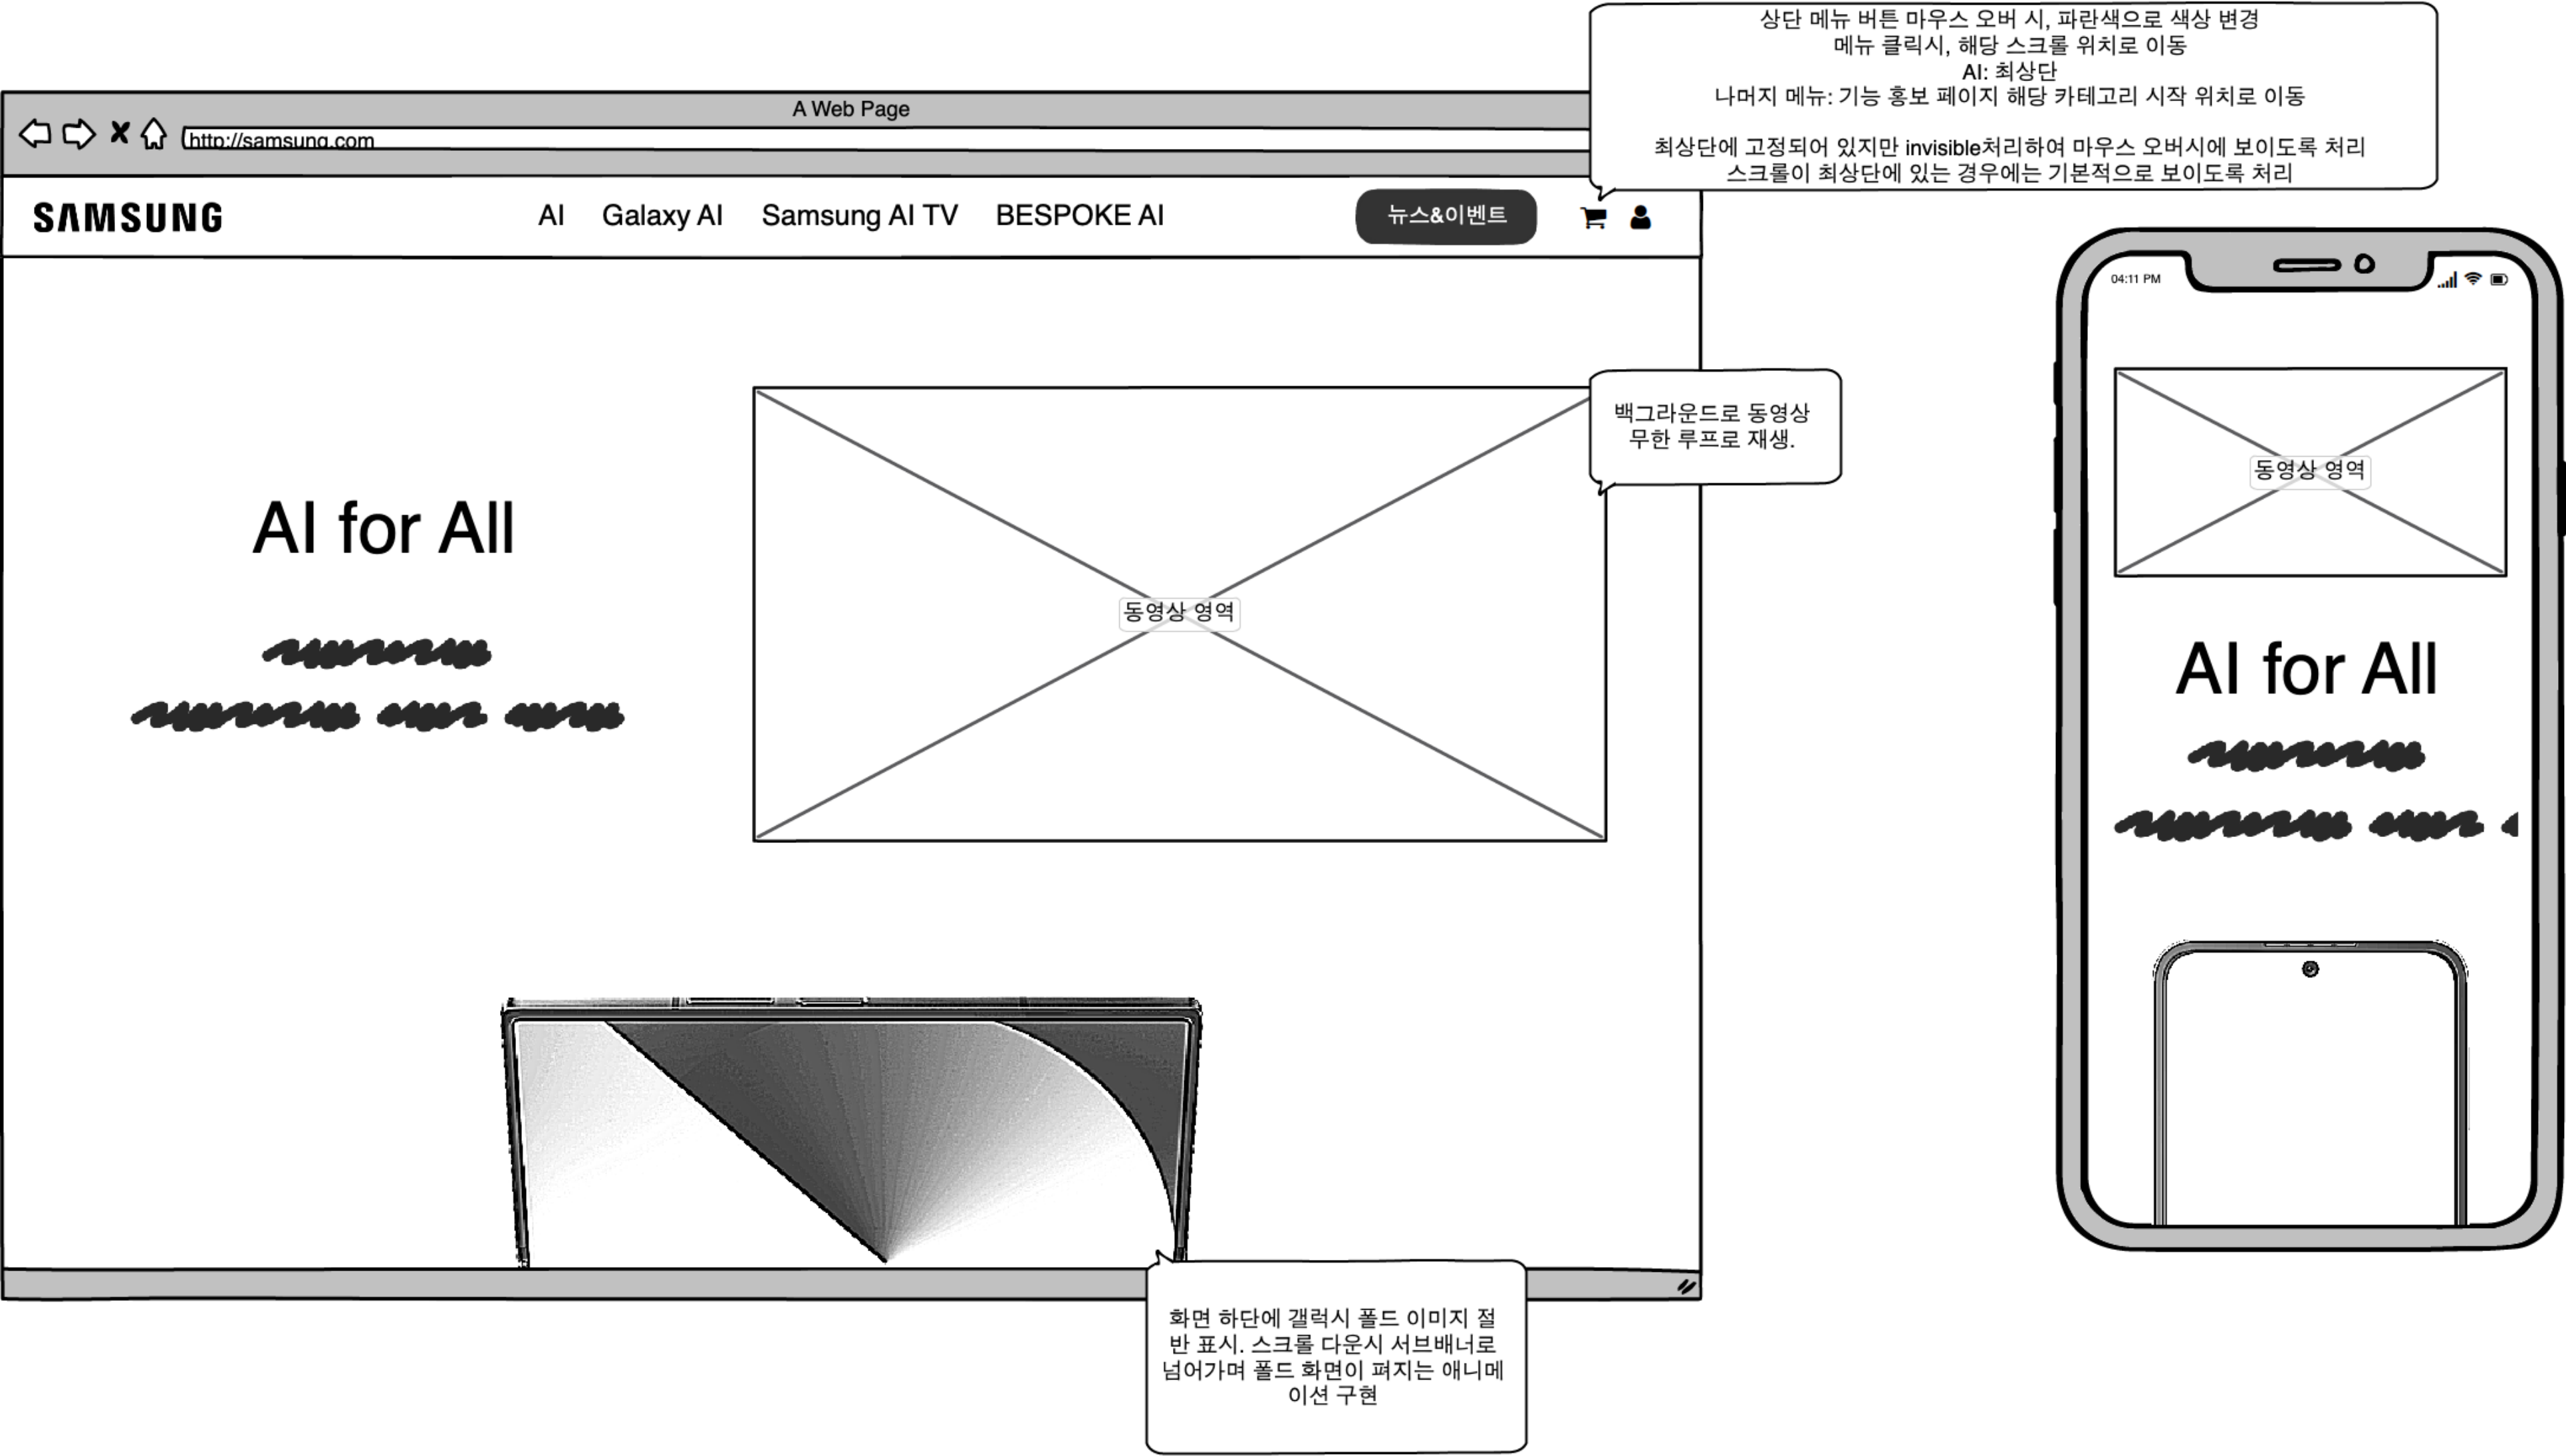 상단 메뉴 버튼 마우스 오버 시, 파란색으로 색상 변경
메뉴 클릭시, 해당 스크롤 위치로 이동
AI: 최상단
나머지 메뉴: 기능 홍보 페이지 해당 카테고리 시작 위치로 이동
최상단에 고정되어 있지만 invisible처리하여 마우스 오버시에 보이도록 처리
스크롤이 최상단에 있는 경우에는 기본적으로 보이도록 처리
A Web Page
http://samsung.com
SAMSUNG
AI
Galaxy AI
Samsung AI TV
BESPOKE AI
뉴스&이벤트
백그라운드로 동영상
무한 루프로 재생.
AI for All
동영상 영역
화면 하단에 갤럭시 폴드 이미지 절
반 표시. 스크롤 다운시 서브배너로
넘어가며 폴드 화면이 펴지는 애니메
이션 구현
04:11 PM
동영상 영역
AI for All